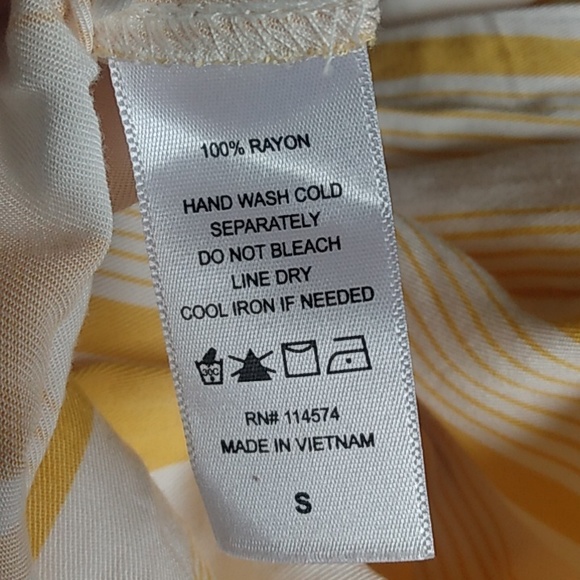 100% RAYON
HAND WASH COLD
SEPARATELY
DO NOT BLEACH
LINE DRY
COOL IRON IF NEEDED
30C
RN# 114574
MADE IN VIETNAM
S